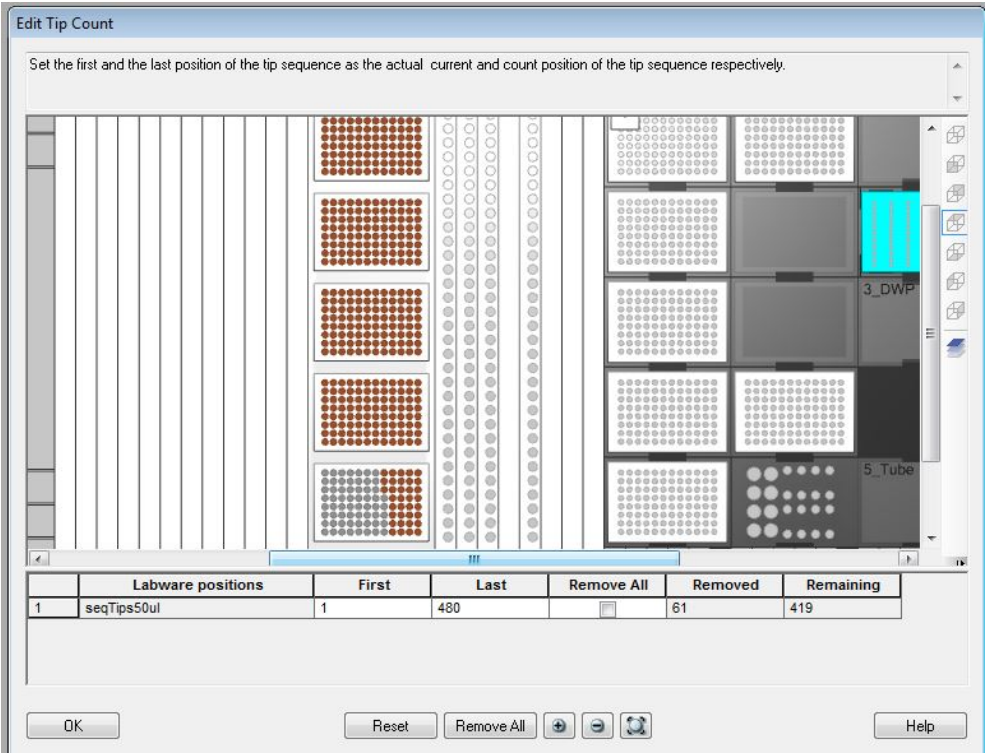 Edit Tip Count
Set the first and the last position of the tip sequence as the actual current and count position of the tip sequence respectively.
3_DWP
5_Tube
Labware positions First Last Remove All Removed Remaining
1 seqTips50ul 1 480 61 419
OK Reset Remove All Help